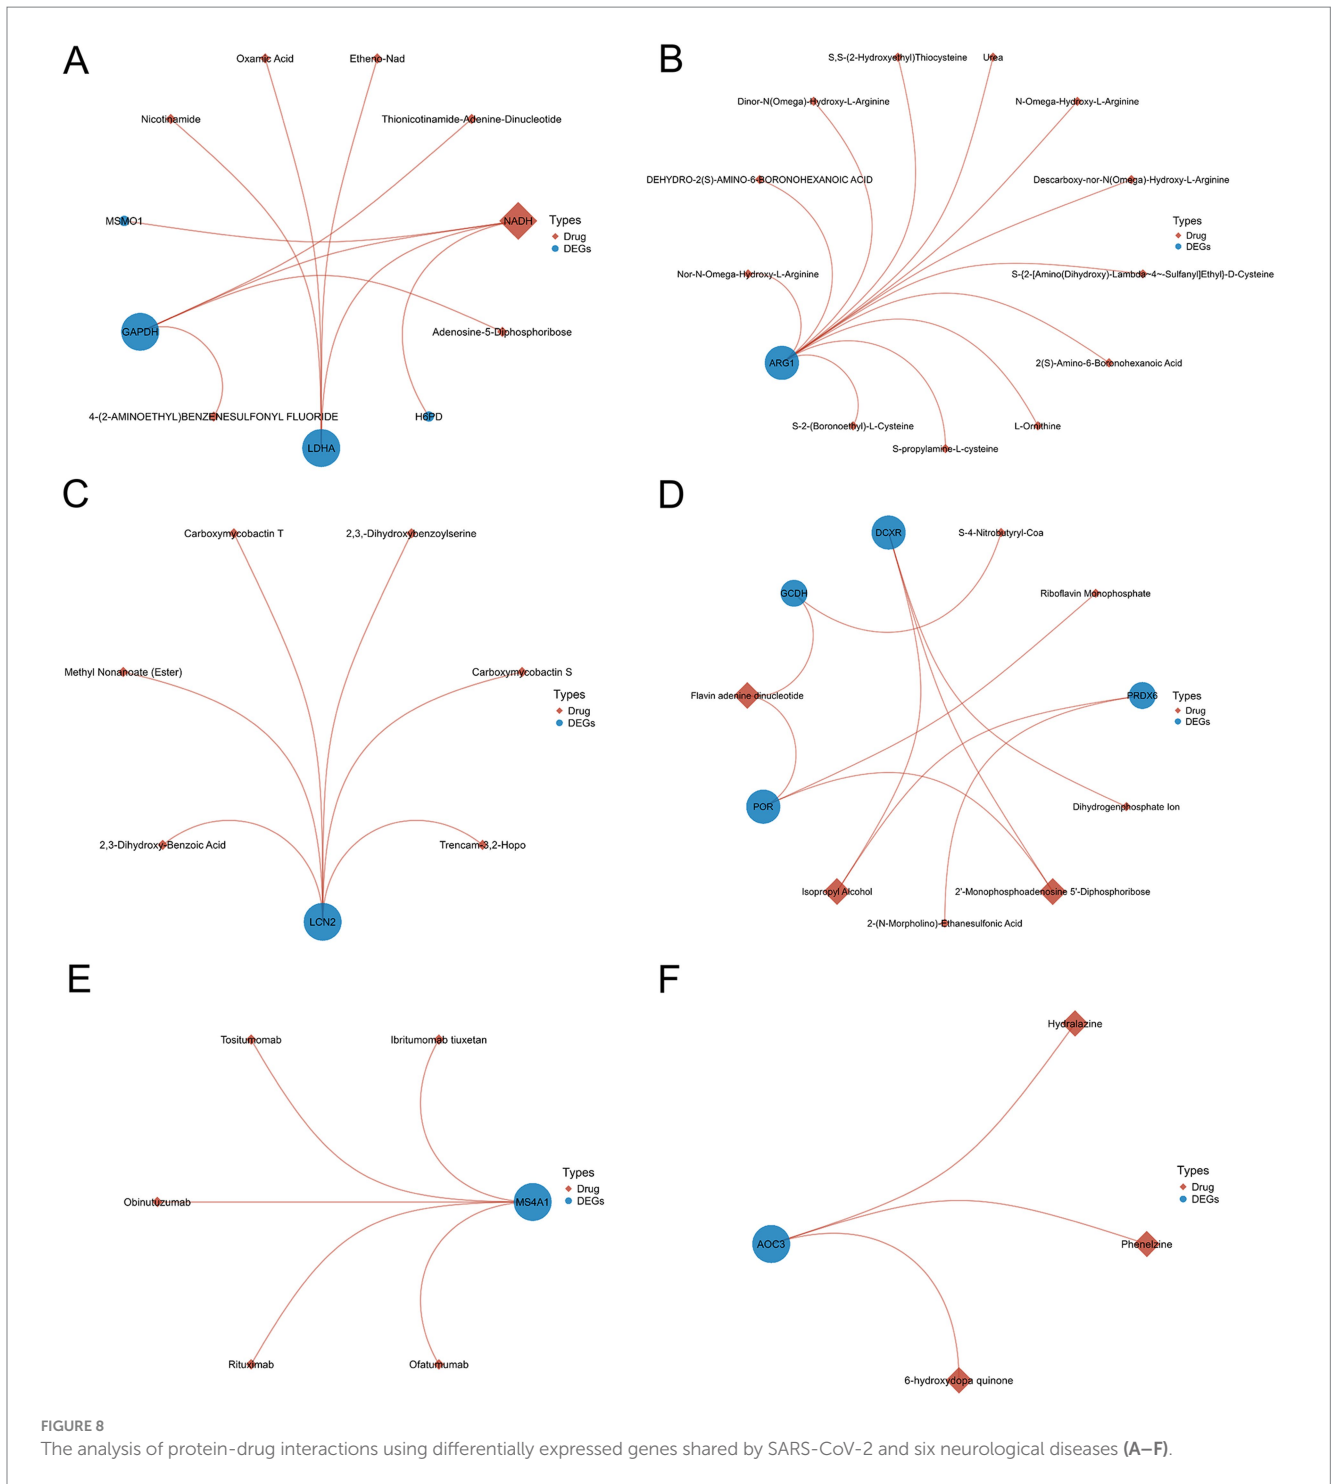 A
Oxamic Acid
Etheno-Nad
Nicotinamide
Thionicotinamide-Adenine-Dinucleotide
MSMO1
NADH
Types
Drug
DEGs
GAPDH
Adenosine-5-Diphosphoribose
4-(2-AMINOETHYL)BENZENESULFONYL FLUORIDE
H6PD
LDHA
B
S,S-(2-Hydroxyethyl)Thiocysteine
Urea
Dinor-N(Omega)-Hydroxy-L-Arginine
N-Omega-Hydroxy-L-Arginine
DEHYDRO-2(S)-AMINO-6-BORONOHEXANOIC ACID
Descarboxy-nor-N(Omega)-Hydroxy-L-Arginine
Types
Drug
DEGs
Nor-N-Omega-Hydroxy-L-Arginine
S-{2-[Amino(Dihydroxy)-Lambda~4~-Sulfanyl]Ethyl}-D-Cysteine
ARG1
2(S)-Amino-6-Boronohexanoic Acid
S-2-(Boronoethyl)-L-Cysteine
L-Ornithine
S-propylamine-L-cysteine
C
Carboxymycobactin T
2,3,-Dihydroxybenzoylserine
Methyl Nonanoate (Ester)
Carboxymycobactin S
Types
Drug
DEGs
2,3-Dihydroxy-Benzoic Acid
Trencam-3,2-Hopo
LCN2
D
DCXR
S-4-Nitrobutyryl-Coa
GCDH
Riboflavin Monophosphate
Flavin adenine dinucleotide
PRDX6
Types
Drug
DEGs
POR
Dihydrogenphosphate Ion
Isopropyl Alcohol
2'-Monophosphoadenosine 5'-Diphosphoribose
2-(N-Morpholino)-Ethanesulfonic Acid
E
Tositumomab
Ibritumomab tiuxetan
Types
Drug
DEGs
Obinutuzumab
MS4A1
Rituximab
Ofatumumab
F
Hydralazine
Types
Drug
DEGs
AOC3
Phenelzine
6-hydroxydopa quinone
FIGURE 8
The analysis of protein-drug interactions using differentially expressed genes shared by SARS-CoV-2 and six neurological diseases (A–F).